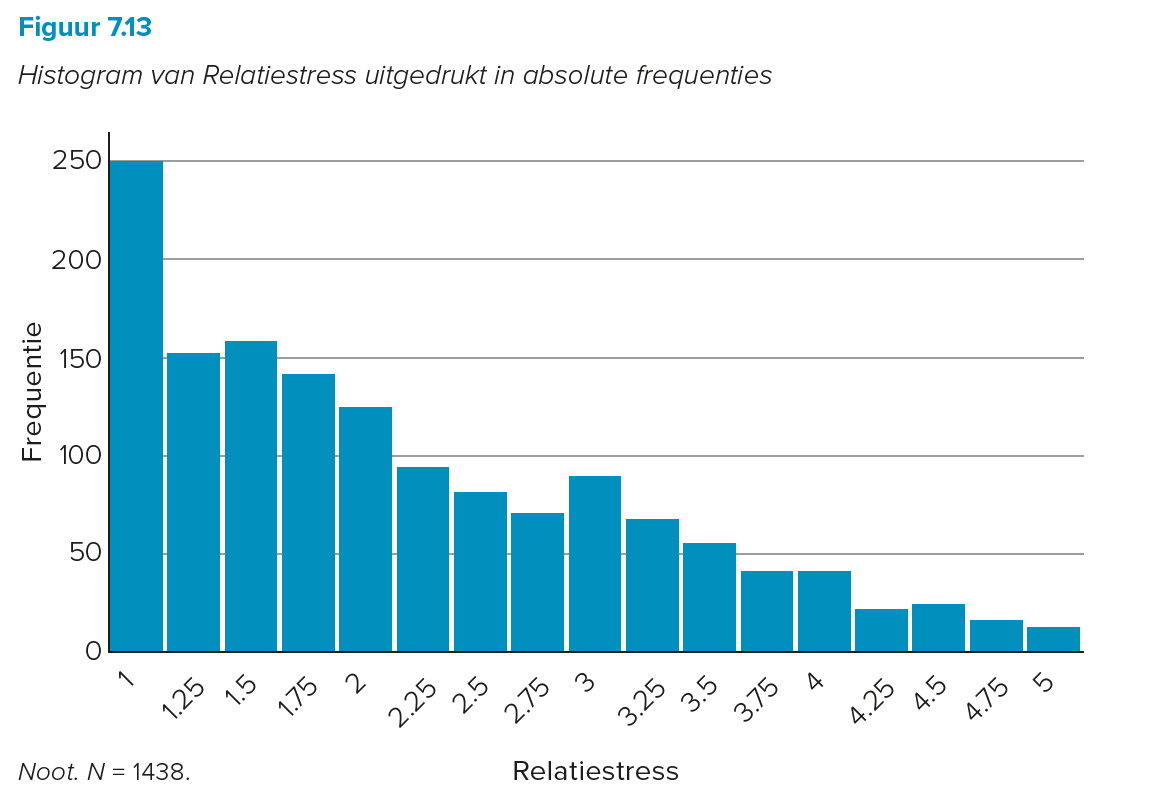 Figuur 7.13
Histogram van Relatiestress uitgedrukt in absolute frequenties
250
200
150
100
50
0
Frequentie
1 1.25 1.5 1.75 2 2.25 2.5 2.75 3 3.25 3.5 3.75 4 4.25 4.5 4.75 5
Relatiestress
Noot. N = 1438.